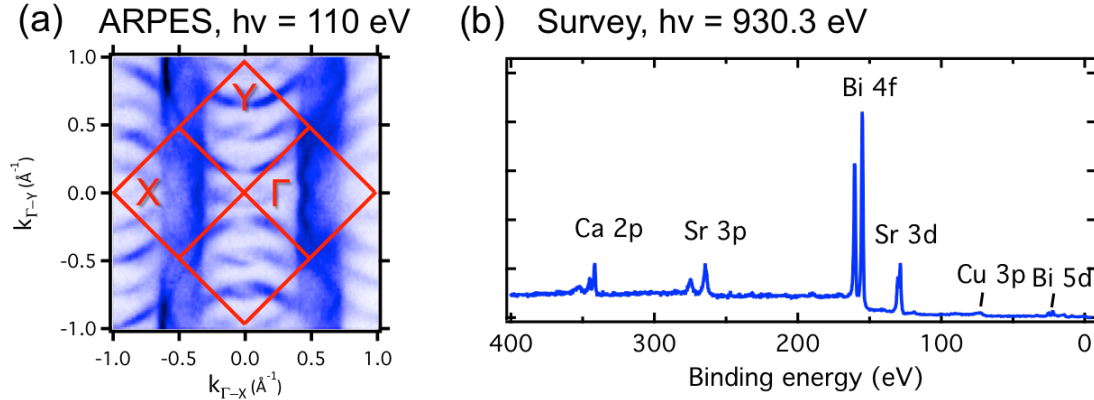 (a) ARPES, hν = 110 eV
1.0
0.5
0.0
-0.5
-1.0
kΓ−Y (Å-1)
Y
X
Γ
-1.0 -0.5 0.0 0.5 1.0
kΓ−X (Å-1)
(b) Survey, hν = 930.3 eV
Bi 4f
Ca 2p
Sr 3p
Sr 3d
Cu 3p
Bi 5d
400 300 200 100 0
Binding energy (eV)